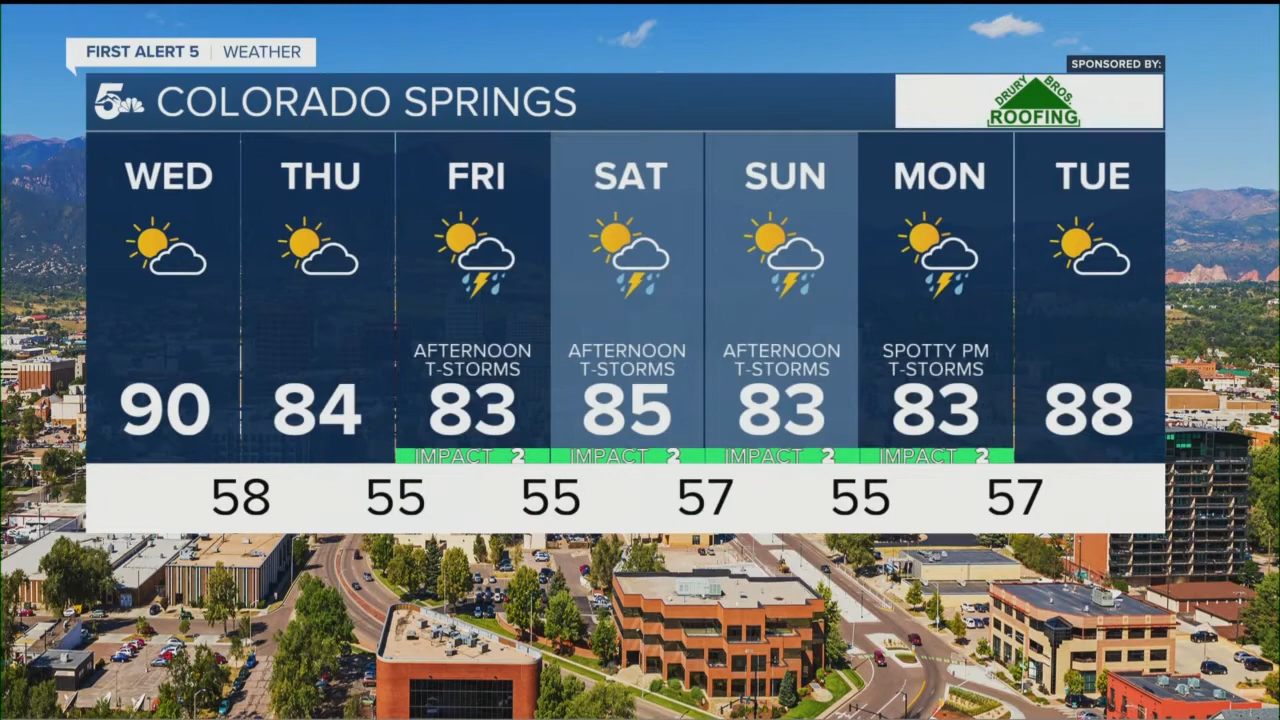 FIRST ALERT 5 | WEATHER
SPONSORED BY:
5 COLORADO SPRINGS
DRURY BROS.
ROOFING
WED THU FRI SAT SUN MON TUE
AFTERNOON AFTERNOON AFTERNOON SPOTTY PM
T-STORMS T-STORMS T-STORMS T-STORMS
90 84 83 85 83 83 88
IMPACT 2 IMPACT 2 IMPACT 2 IMPACT 2
58 55 55 57 55 57